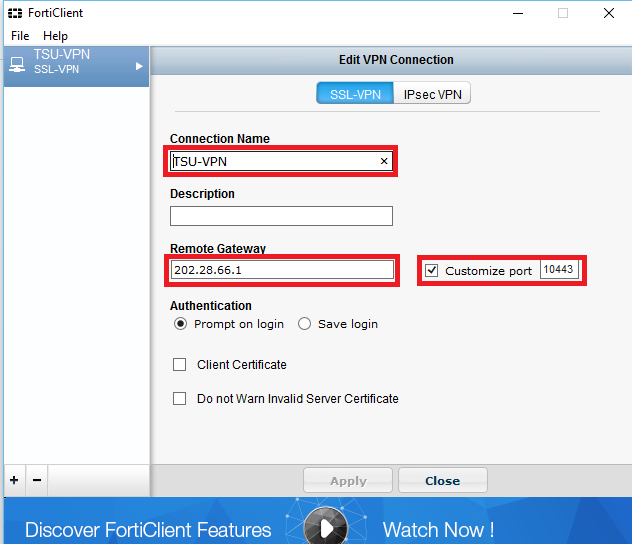 FortiClient
File Help
TSU-VPN
SSL-VPN
Edit VPN Connection
SSL-VPN IPsec VPN
Connection Name
TSU-VPN
Description
Remote Gateway
202.28.66.1
Customize port 10443
Authentication
Prompt on login Save login
Client Certificate
Do not Warn Invalid Server Certificate
Apply Close
Discover FortiClient Features Watch Now !